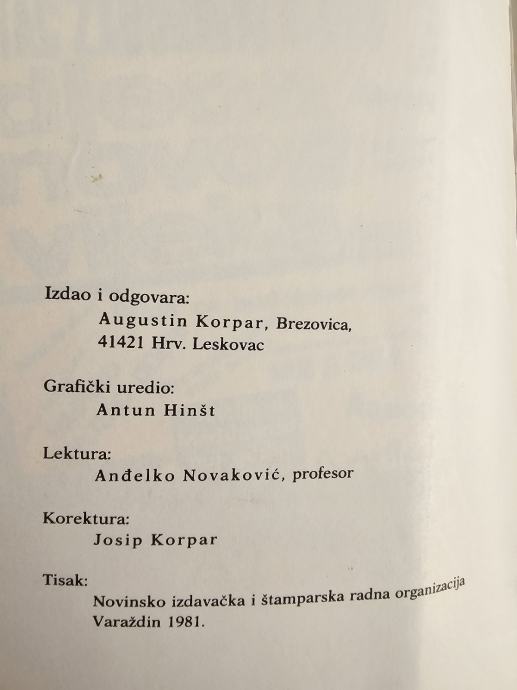 Izdao i odgovara:
Augustin Korpar, Brezovica,
41421 Hrv. Leskovac
Grafički uredio:
Antun Hinšt
Lektura:
Anđelko Novaković, profesor
Korektura:
Josip Korpar
Tisak:
Novinsko izdavačka i štamparska radna organizacija
Varaždin 1981.